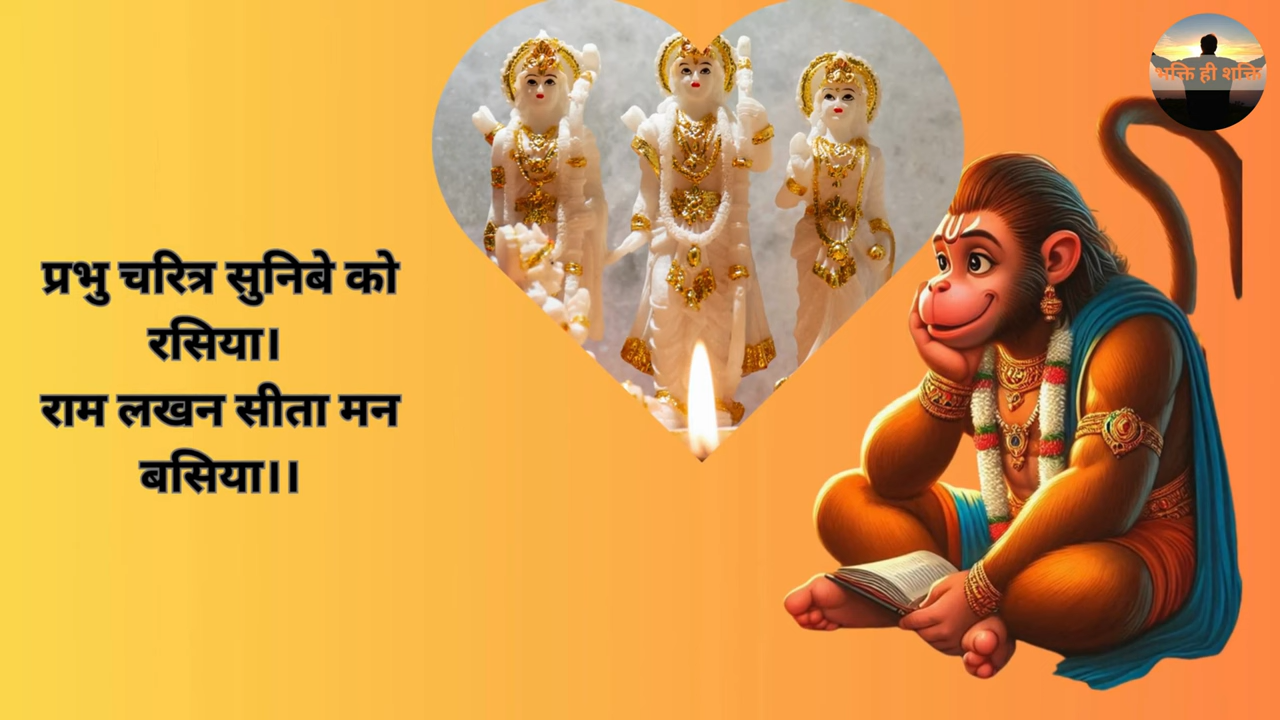 प्रभु चरित्र सुनिबे को
रसिया।
राम लखन सीता मन
बसिया।।
भक्ति ही शक्ति